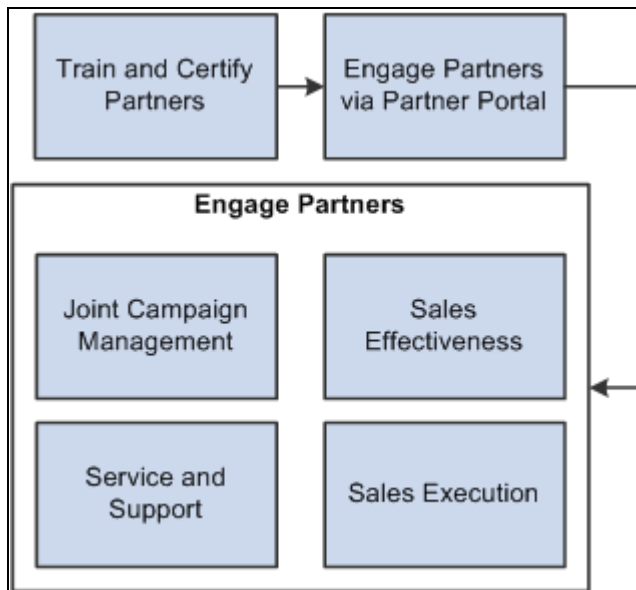 Train and Certify
Partners
Engage Partners
via Partner Portal
Engage Partners
Joint Campaign
Management
Sales
Effectiveness
Service and
Support
Sales Execution